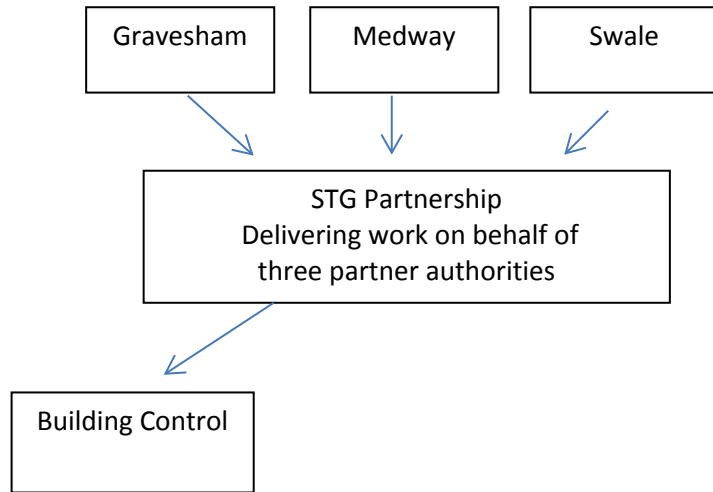 Gravesham
Medway
Swale
STG Partnership
Delivering work on behalf of
three partner authorities
Building Control